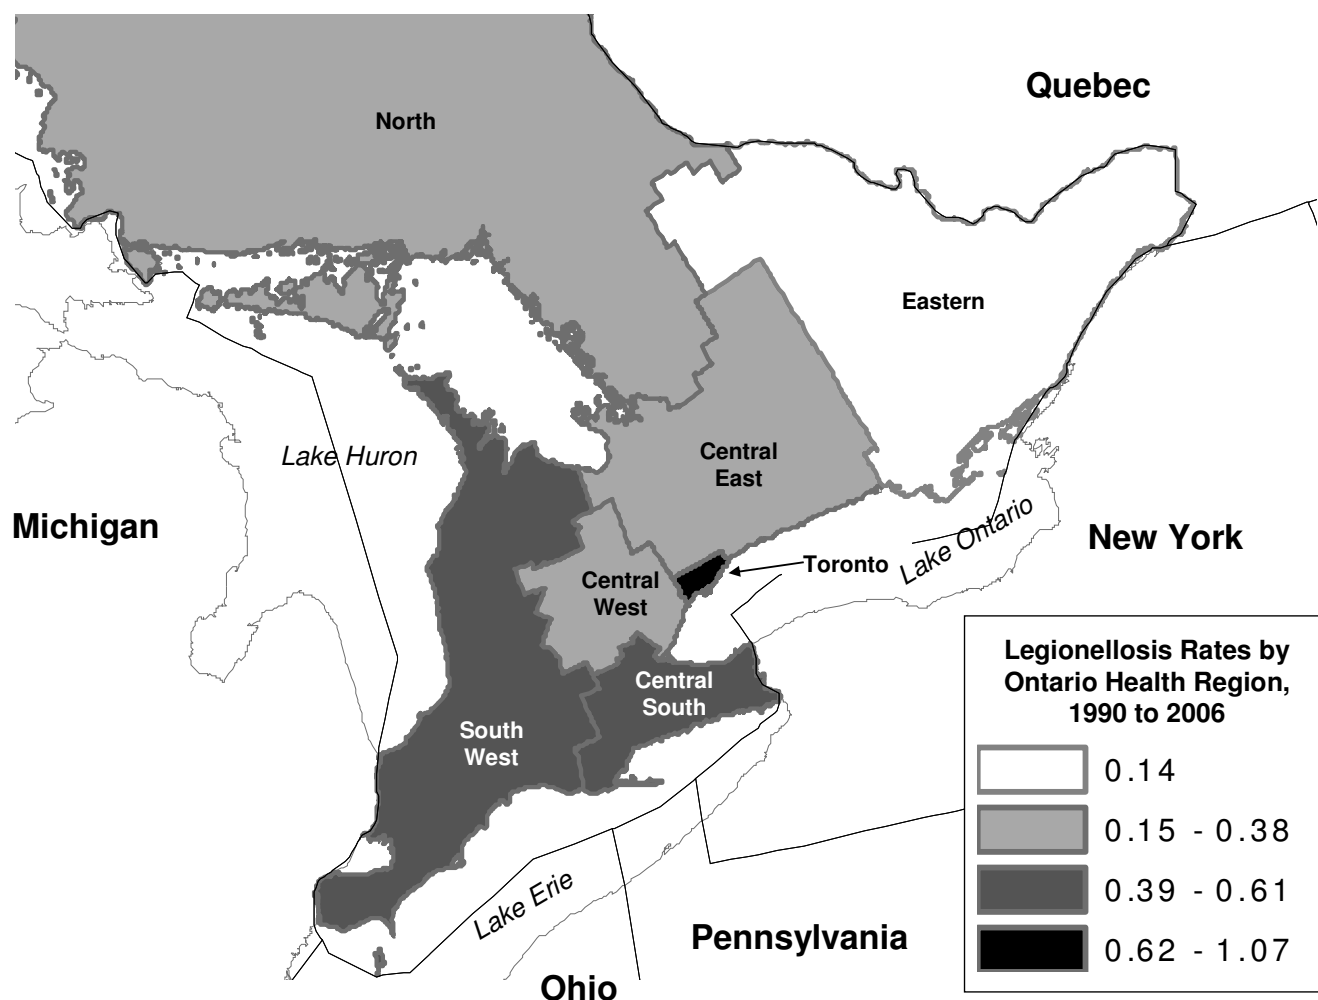 Quebec
North
Eastern
Central
East
Lake Huron
Michigan
Lake Ontario
New York
Toronto
Central
West
Central
South
South
West
Lake Erie
Pennsylvania
Ohio
Legionellosis Rates by
Ontario Health Region,
1990 to 2006
0.14
0.15 - 0.38
0.39 - 0.61
0.62 - 1.07